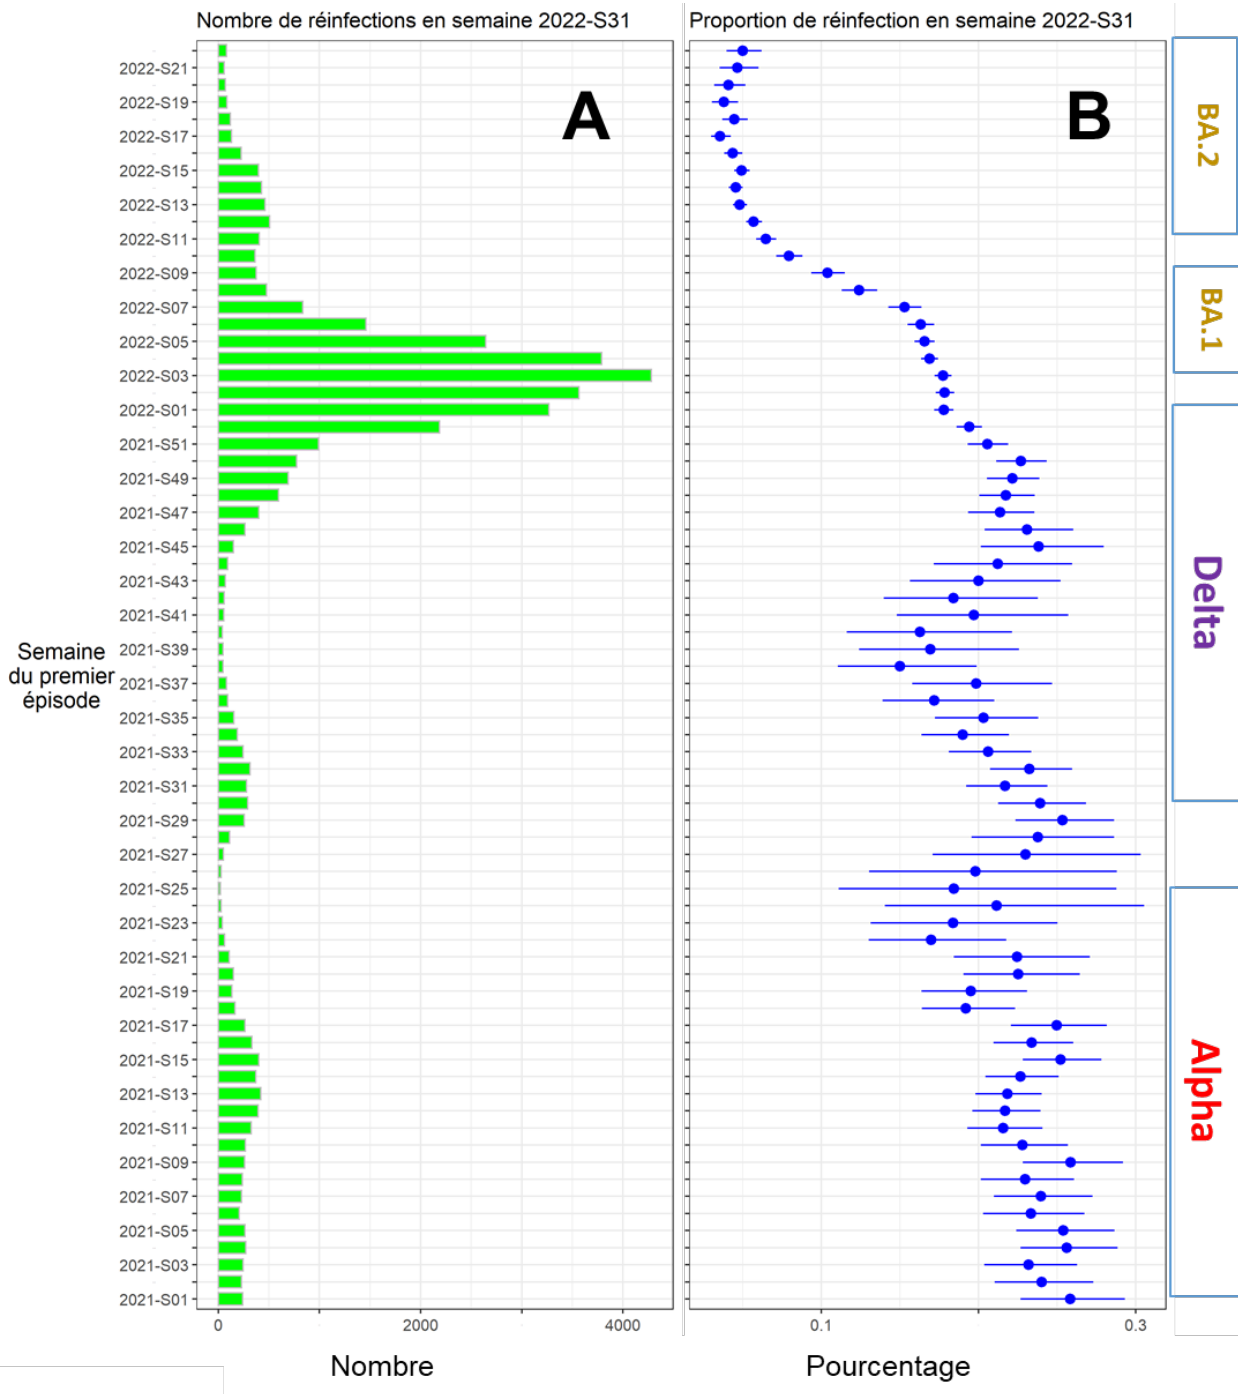 Nombre de réinfections en semaine 2022-S31
Proportion de réinfection en semaine 2022-S31
A
B
2022-S21
2022-S19
2022-S17
2022-S15
2022-S13
2022-S11
2022-S09
2022-S07
2022-S05
2022-S03
2022-S01
2021-S51
2021-S49
2021-S47
2021-S45
2021-S43
2021-S41
2021-S39
2021-S37
2021-S35
2021-S33
2021-S31
2021-S29
2021-S27
2021-S25
2021-S23
2021-S21
2021-S19
2021-S17
2021-S15
2021-S13
2021-S11
2021-S09
2021-S07
2021-S05
2021-S03
2021-S01
Semaine
du premier
épisode
0 2000 4000
0.1 0.3
Nombre
Pourcentage
BA.2
BA.1
Delta
Alpha